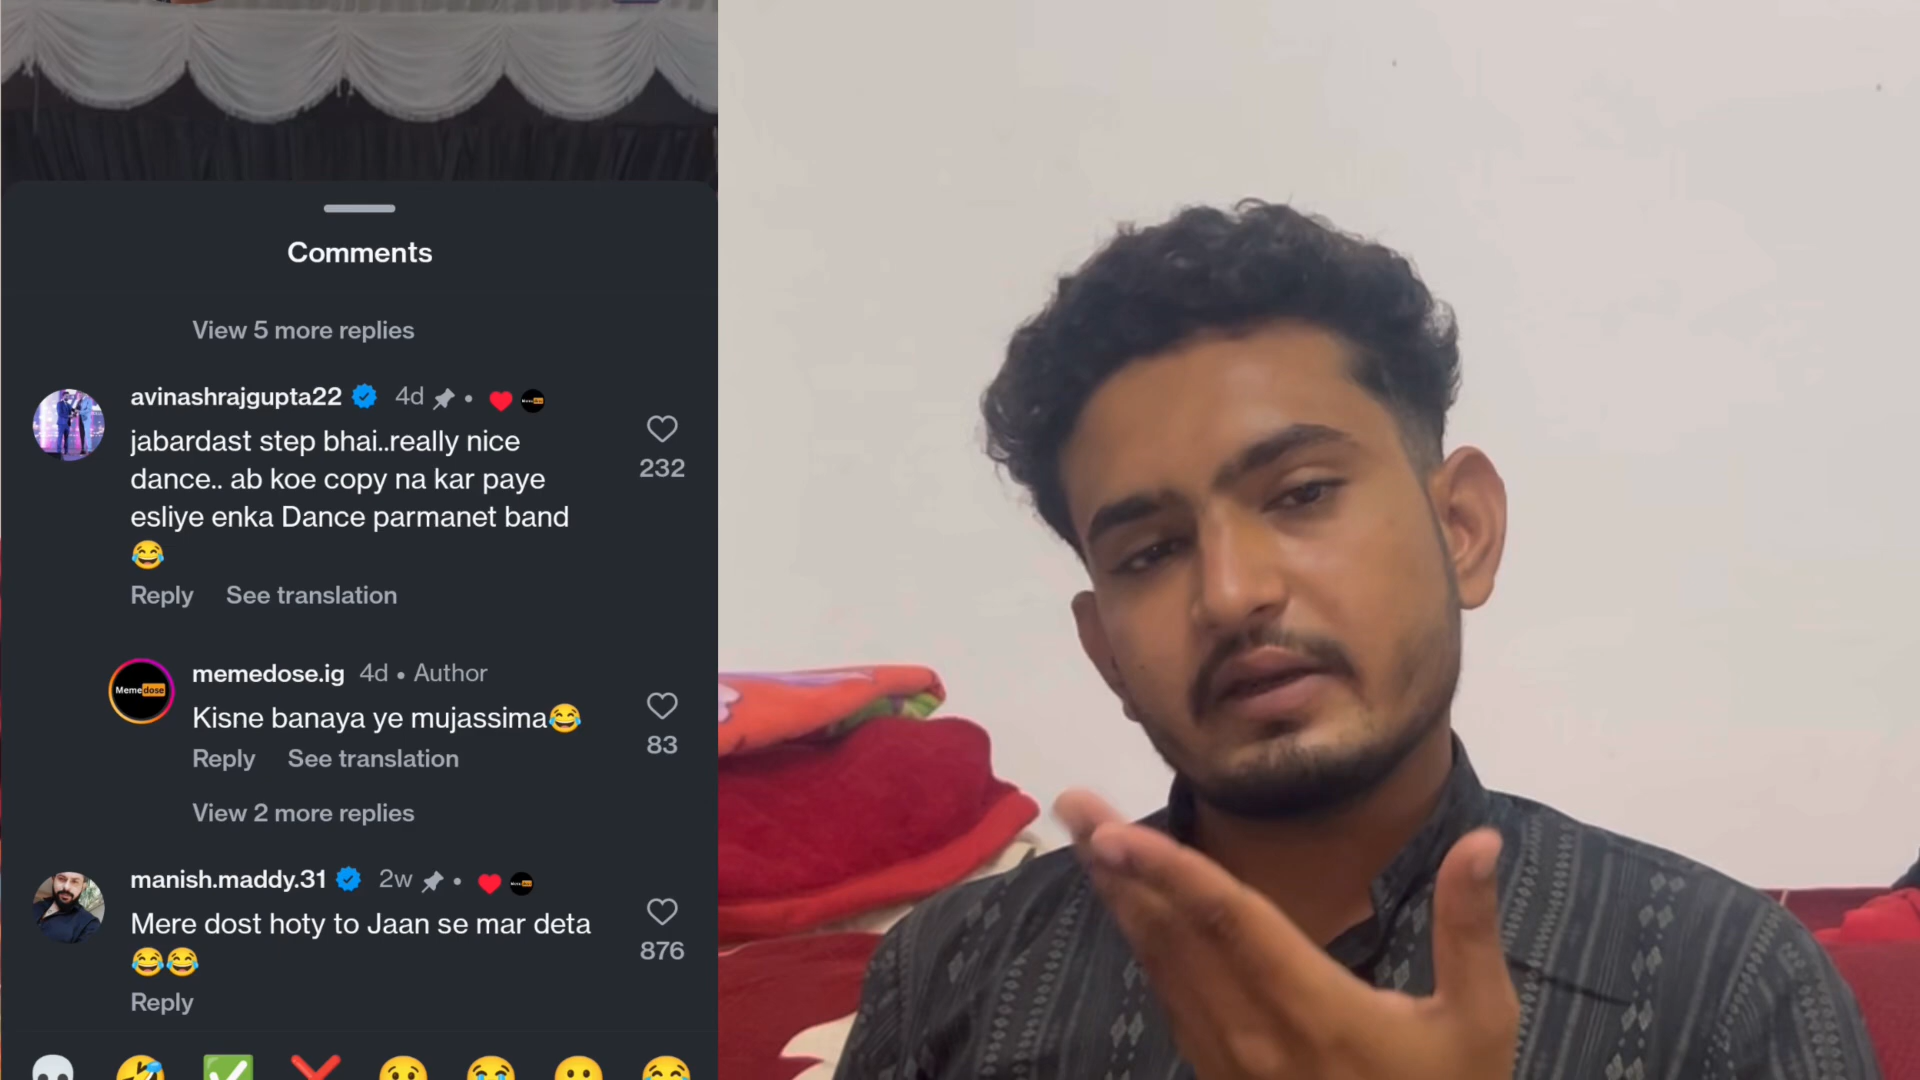 Comments
View 5 more replies
avinashrajgupta22 4d
jabardast step bhai..really nice
dance.. ab koe copy na kar paye
esliye enka Dance parmanet band
😂
232
Reply See translation
memedose.ig 4d • Author
Meme dose
Kisne banaya ye mujassima😂
83
Reply See translation
View 2 more replies
manish.maddy.31 2w
Mere dost hoty to Jaan se mar deta
😂😂
876
Reply